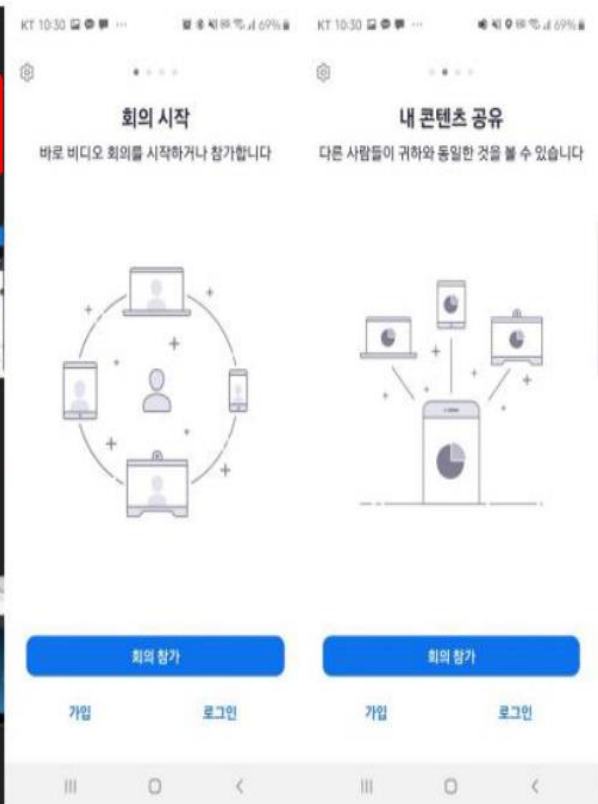 KT 10:30 ... 69%
회의 시작
바로 비디오 회의를 시작하거나 참가합니다
회의 참가
가입 로그인
KT 10:30 ... 69%
내 콘텐츠 공유
다른 사람들이 귀하와 동일한 것을 볼 수 있습니다
회의 참가
가입 로그인